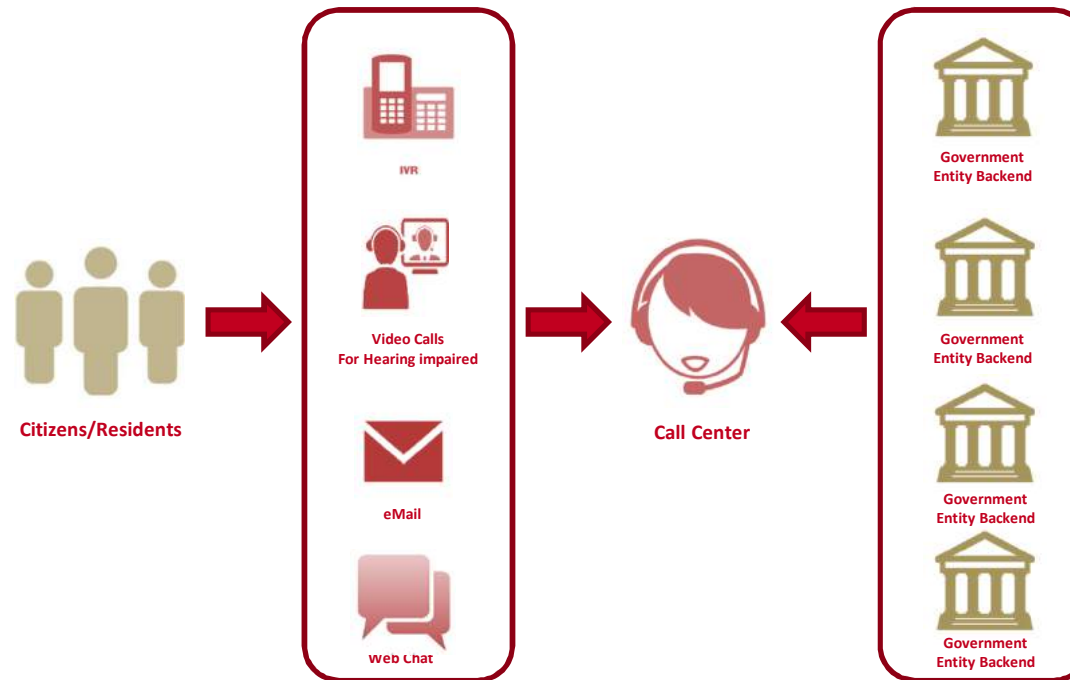 IVR
Video Calls
For Hearing impaired
eMail
Web Chat
Citizens/Residents
Call Center
Government
Entity Backend
Government
Entity Backend
Government
Entity Backend
Government
Entity Backend